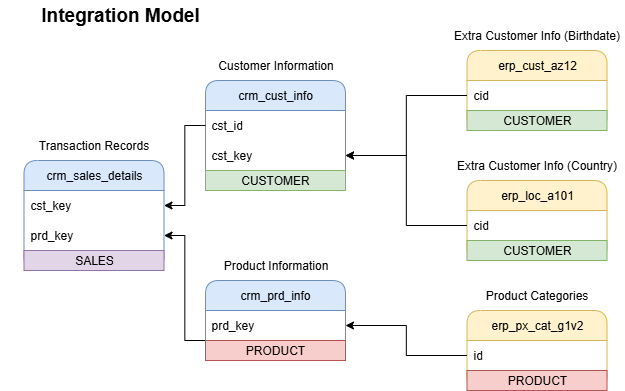 Integration Model
Extra Customer Info (Birthdate)
erp_cust_az12
cid
CUSTOMER
Customer Information
crm_cust_info
cst_id
cst_key
CUSTOMER
Transaction Records
crm_sales_details
cst_key
prd_key
SALES
Extra Customer Info (Country)
erp_loc_a101
cid
CUSTOMER
Product Information
crm_prd_info
prd_key
PRODUCT
Product Categories
erp_px_cat_g1v2
id
PRODUCT